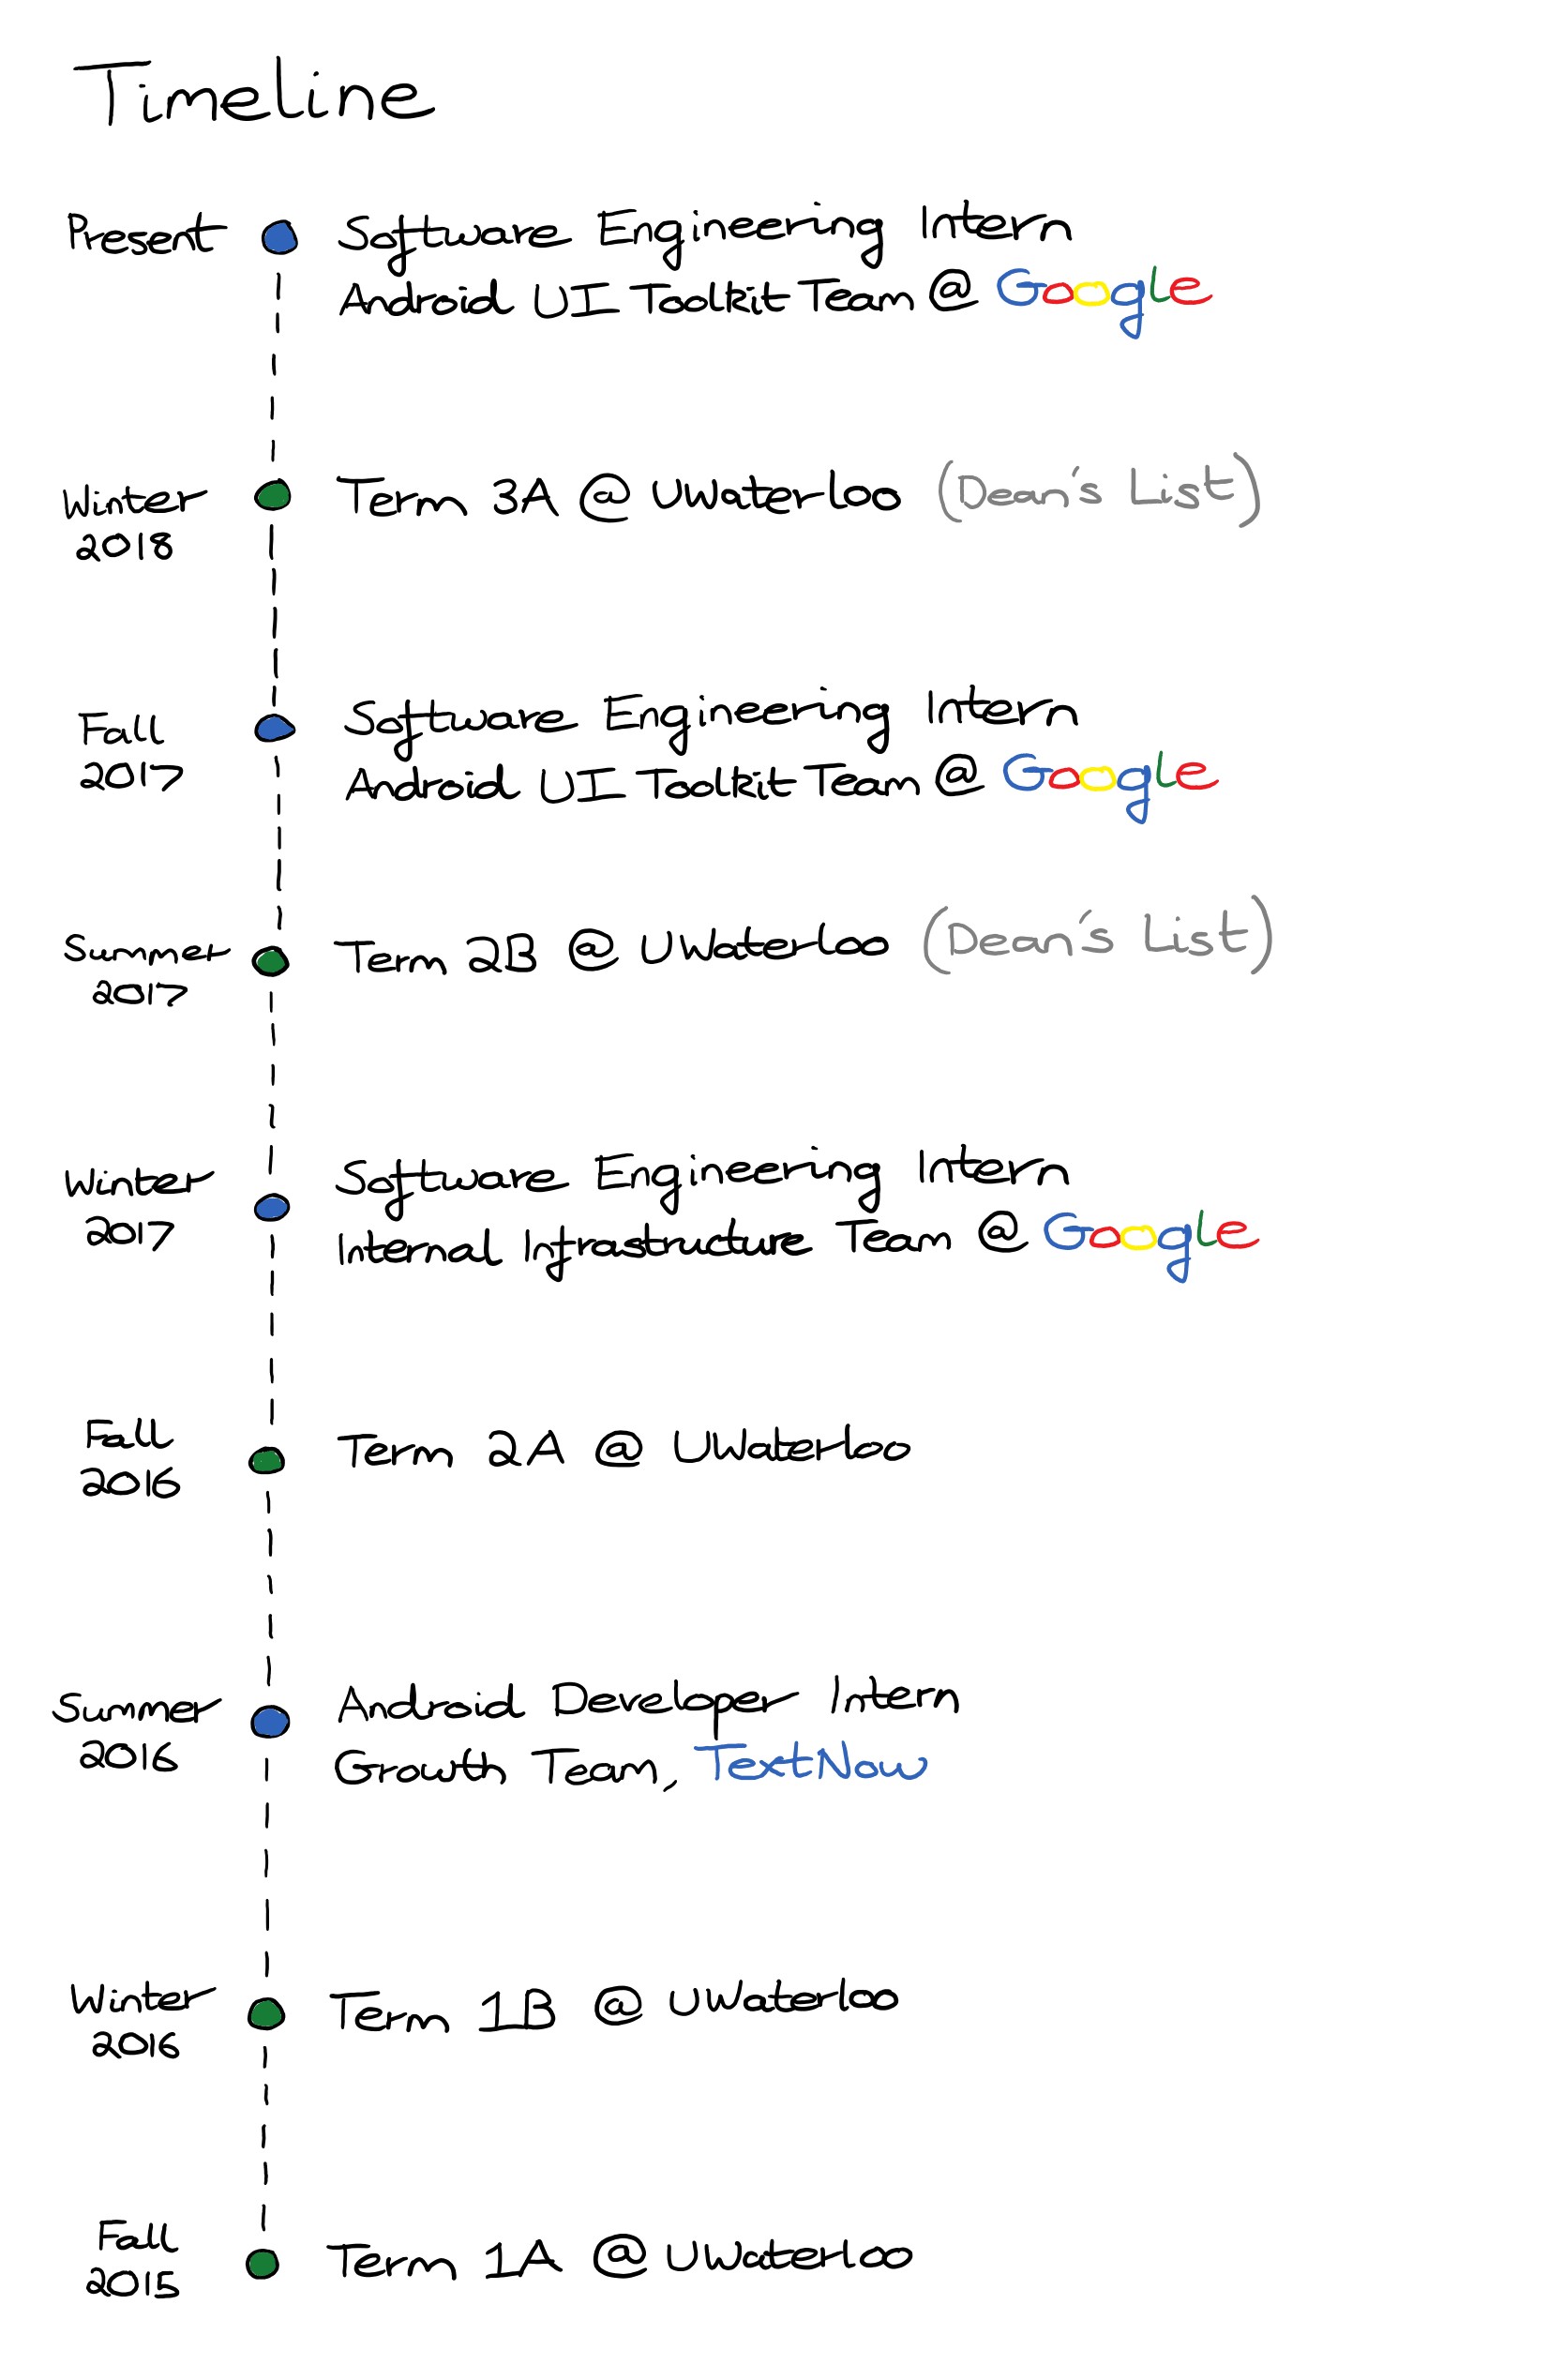 Timeline
Present
Software Engineering Intern
Android UI Toolkit Team @ Google
Winter
2018
Term 3A @ UWaterloo (Dean's List)
Fall
2017
Software Engineering Intern
Android UI Toolkit Team @ Google
Summer
2017
Term 2B @ UWaterloo (Dean's List)
Winter
2017
Software Engineering Intern
Internal Infrastructure Team @ Google
Fall
2016
Term 2A @ UWaterloo
Summer
2016
Android Developer Intern
Growth Team, TextNow
Winter
2016
Term 1B @ UWaterloo
Fall
2015
Term 1A @ UWaterloo